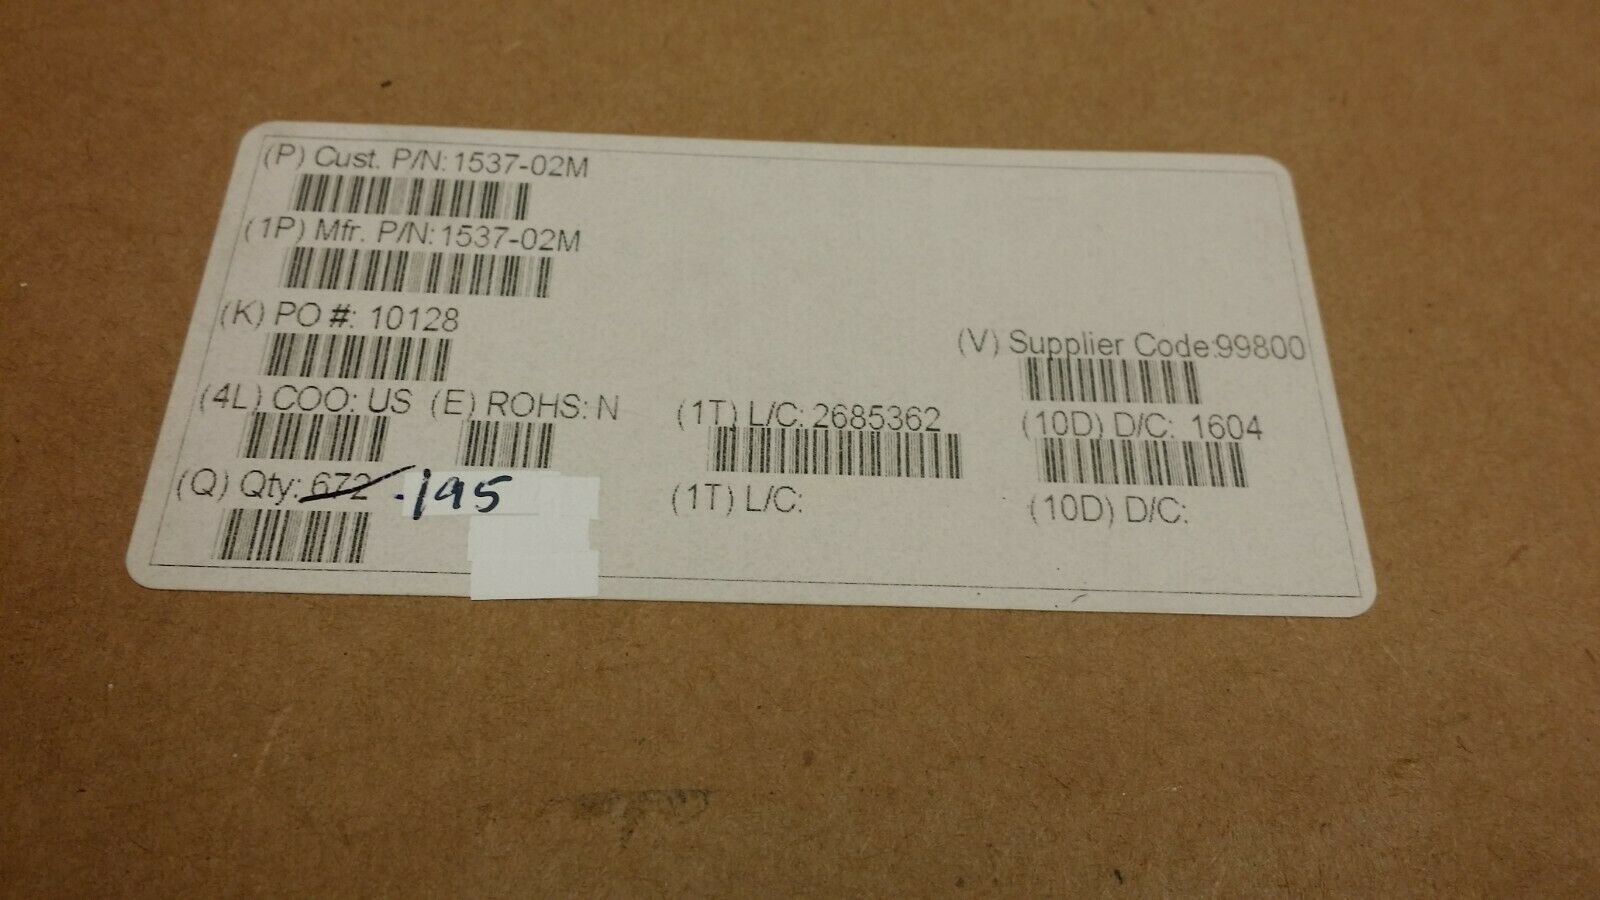 (P) Cust. P/N: 1537-02M
(1P) Mfr. P/N: 1537-02M
(K) PO #: 10128
(V) Supplier Code:99800
(4L) COO: US (E) ROHS: N (1T) L/C: 2685362 (10D) D/C: 1604
(Q) Qty: 672 195 (1T) L/C: (10D) D/C: